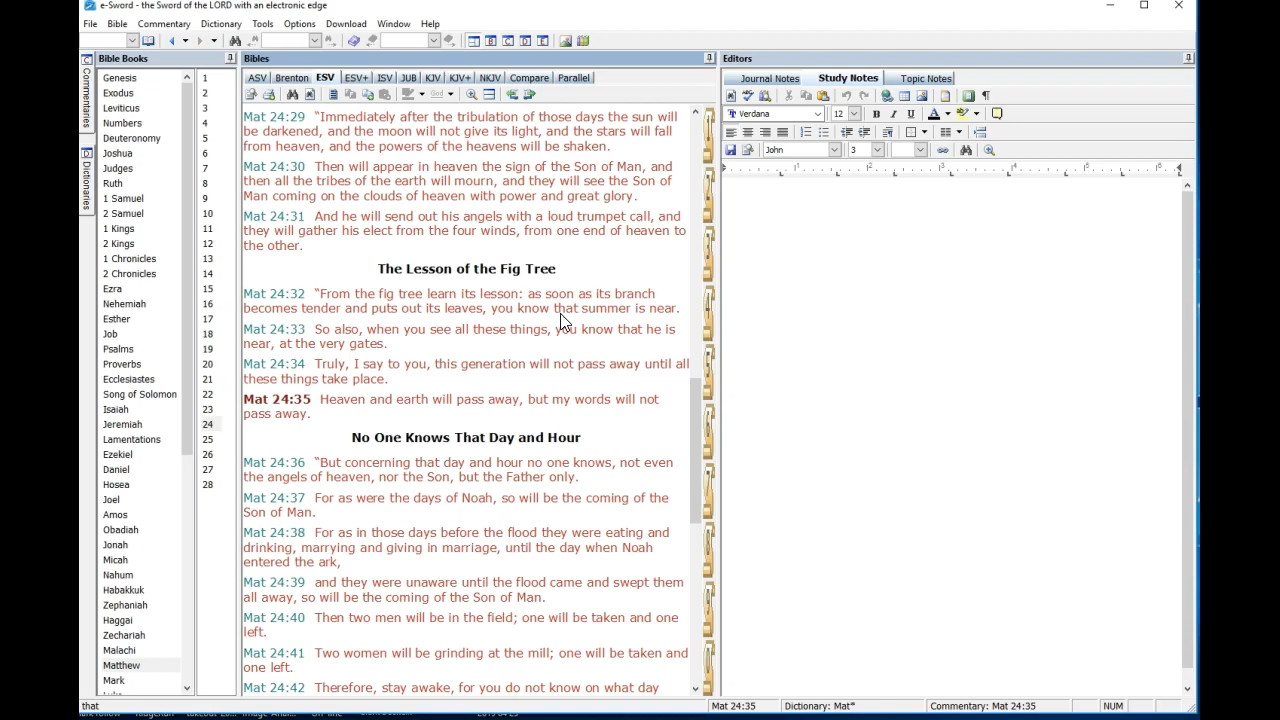 e-Sword - the Sword of the LORD with an electronic edge
File Bible Commentary Dictionary Tools Options Download Window Help
Commentaries
Dictionaries
Bible Books
Genesis
Exodus
Leviticus
Numbers
Deuteronomy
Joshua
Judges
Ruth
1 Samuel
2 Samuel
1 Kings
2 Kings
1 Chronicles
2 Chronicles
Ezra
Nehemiah
Esther
Job
Psalms
Proverbs
Ecclesiastes
Song of Solomon
Isaiah
Jeremiah
Lamentations
Ezekiel
Daniel
Hosea
Joel
Amos
Obadiah
Jonah
Micah
Nahum
Habakkuk
Zephaniah
Haggai
Zechariah
Malachi
Matthew
Mark
1
2
3
4
5
6
7
8
9
10
11
12
13
14
15
16
17
18
19
20
21
22
23
24
25
26
27
28
Bibles
ASV Brenton ESV ESV+ ISV JUB KJV KJV+ NKJV Compare Parallel
Mat 24:29 "Immediately after the tribulation of those days the sun will
be darkened, and the moon will not give its light, and the stars will fall
from heaven, and the powers of the heavens will be shaken.
Mat 24:30 Then will appear in heaven the sign of the Son of Man, and
then all the tribes of the earth will mourn, and they will see the Son of
Man coming on the clouds of heaven with power and great glory.
Mat 24:31 And he will send out his angels with a loud trumpet call, and
they will gather his elect from the four winds, from one end of heaven to
the other.
The Lesson of the Fig Tree
Mat 24:32 "From the fig tree learn its lesson: as soon as its branch
becomes tender and puts out its leaves, you know that summer is near.
Mat 24:33 So also, when you see all these things, you know that he is
near, at the very gates.
Mat 24:34 Truly, I say to you, this generation will not pass away until all
these things take place.
Mat 24:35 Heaven and earth will pass away, but my words will not
pass away.
No One Knows That Day and Hour
Mat 24:36 "But concerning that day and hour no one knows, not even
the angels of heaven, nor the Son, but the Father only.
Mat 24:37 For as were the days of Noah, so will be the coming of the
Son of Man.
Mat 24:38 For as in those days before the flood they were eating and
drinking, marrying and giving in marriage, until the day when Noah
entered the ark,
Mat 24:39 and they were unaware until the flood came and swept them
all away, so will be the coming of the Son of Man.
Mat 24:40 Then two men will be in the field; one will be taken and one
left.
Mat 24:41 Two women will be grinding at the mill; one will be taken and
one left.
Mat 24:42 Therefore, stay awake, for you do not know on what day
Editors
Journal Notes Study Notes Topic Notes
Verdana 12 B I U A
John 3
that Mat 24:35 Dictionary: Mat* Commentary: Mat 24:35 NUM